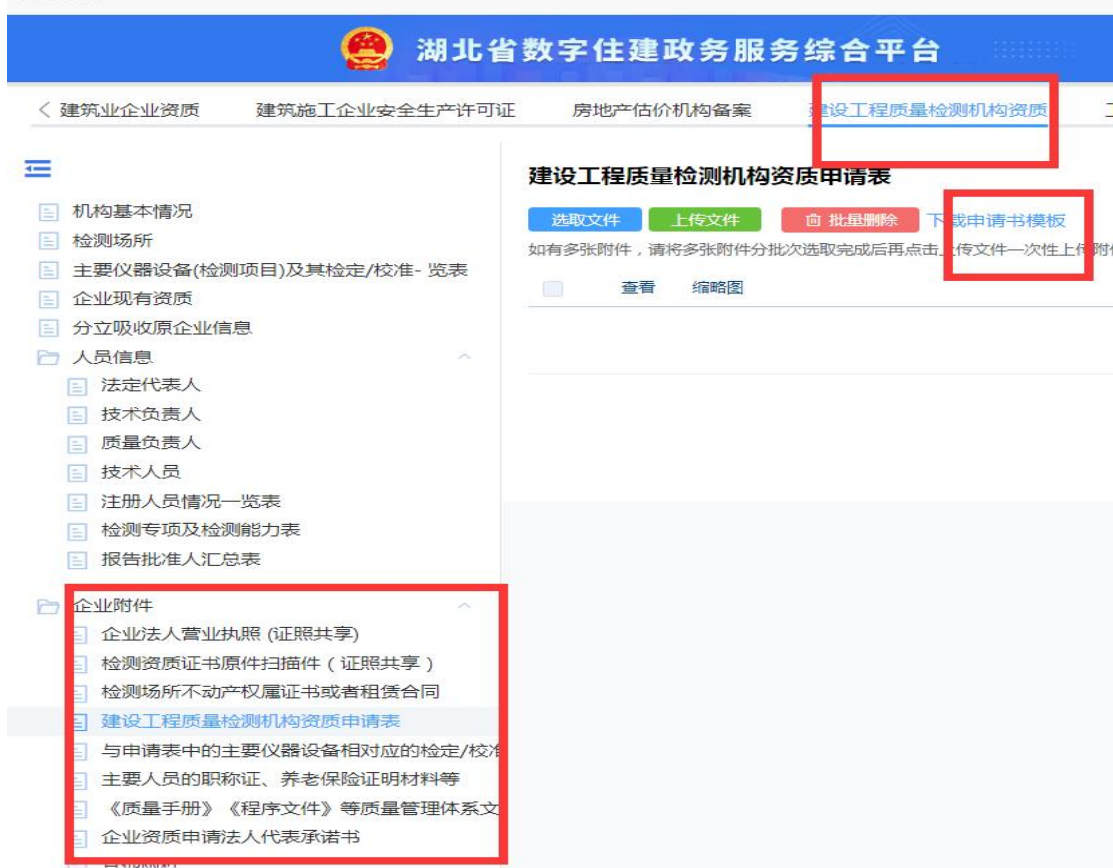 湖北省数字住建政务服务综合平台
< 建筑业企业资质 建筑施工企业安全生产许可证 房地产估价机构备案 建设工程质量检测机构资质
建设工程质量检测机构资质申请表
选取文件 上传文件 批量删除 下载申请书模板
如有多张附件，请将多张附件分批次选取完成后再点击上传文件一次性上传附
查看 缩略图
机构基本情况
检测场所
主要仪器设备(检测项目)及其检定/校准- 览表
企业现有资质
分立吸收原企业信息
人员信息
法定代表人
技术负责人
质量负责人
技术人员
注册人员情况一览表
检测专项及检测能力表
报告批准人汇总表
企业附件
企业法人营业执照 (证照共享)
检测资质证书原件扫描件（证照共享）
检测场所不动产权属证书或者租赁合同
建设工程质量检测机构资质申请表
与申请表中的主要仪器设备相对应的检定/校准
主要人员的职称证、养老保险证明材料等
《质量手册》《程序文件》等质量管理体系文
企业资质申请法人代表承诺书